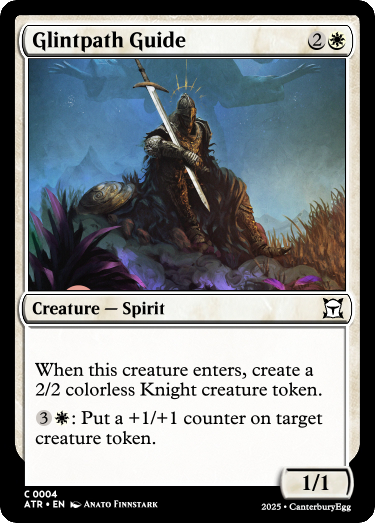 Glintpath Guide 2
Creature — Spirit
When this creature enters, create a
2/2 colorless Knight creature token.
3 : Put a +1/+1 counter on target
creature token.
1/1
C 0004
ATR • EN Anato Finnstark
2025 • CanterburyEgg